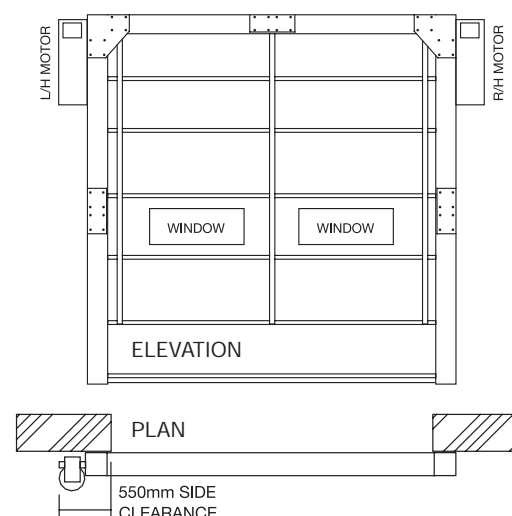 L/H MOTOR
R/H MOTOR
WINDOW
WINDOW
ELEVATION
PLAN
550mm SIDE
CLEARANCE